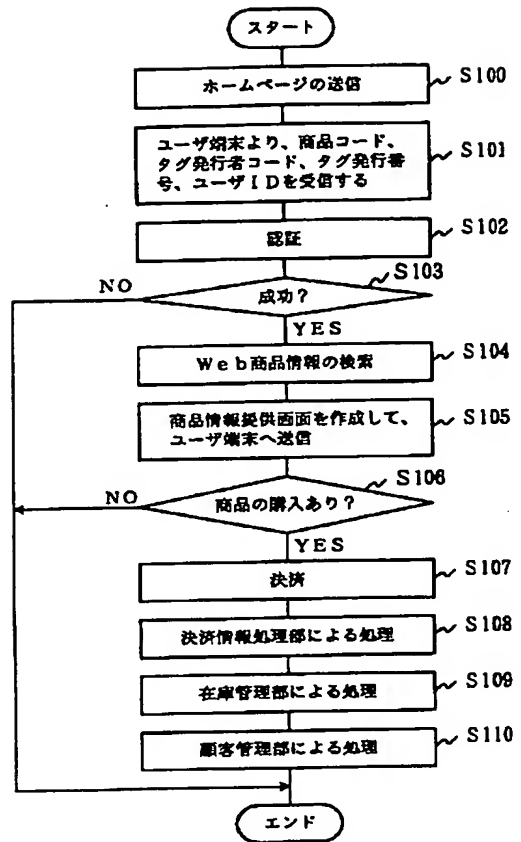 スタート
ホームページの送信
S100
ユーザ端末より、商品コード、
タグ発行者コード、タグ発行番
号、ユーザIDを受信する
S101
認証
S102
成功?
S103
NO
YES
Web商品情報の検索
S104
商品情報提供画面を作成して、
ユーザ端末へ送信
S105
商品の購入あり?
S106
NO
YES
決済
S107
決済情報処理部による処理
S108
在庫管理部による処理
S109
顧客管理部による処理
S110
エンド